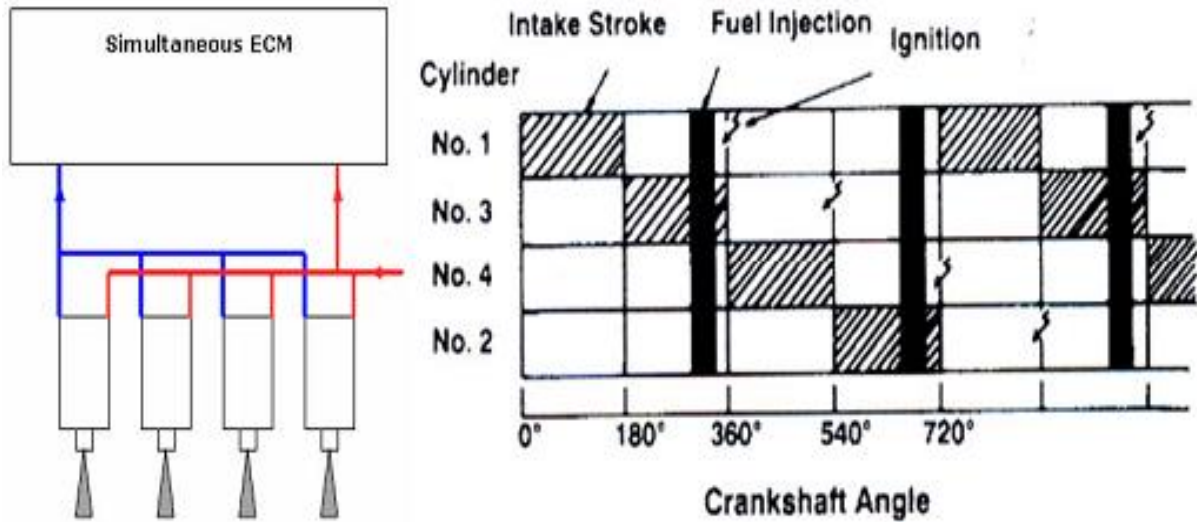 Simultaneous ECM
Intake Stroke
Fuel Injection
Ignition
Cylinder
No. 1
No. 3
No. 4
No. 2
0° 180° 360° 540° 720°
Crankshaft Angle